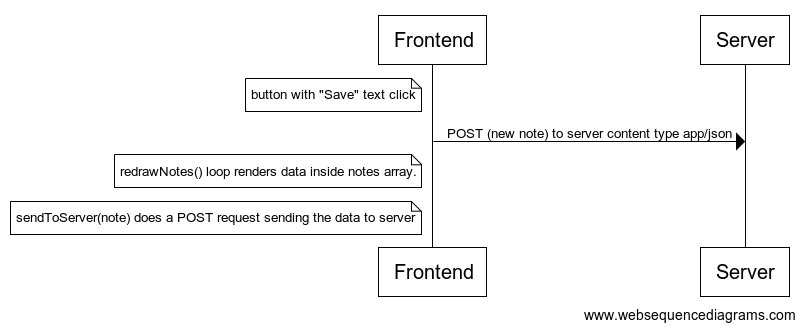 Frontend
Server
button with "Save" text click
POST (new note) to server content type app/json
redrawNotes() loop renders data inside notes array.
sendToServer(note) does a POST request sending the data to server
Frontend
Server
www.websequencediagrams.com